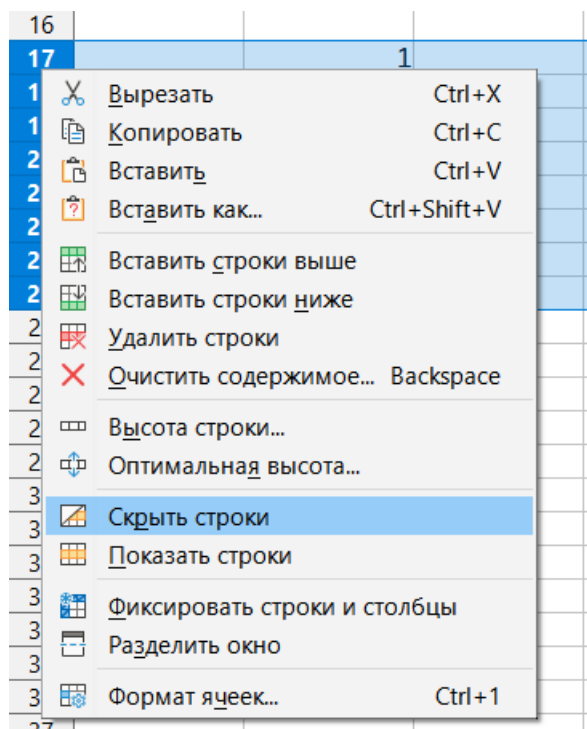 16
17 1
Вырезать Ctrl+X
Копировать Ctrl+C
Вставить Ctrl+V
Вставить как... Ctrl+Shift+V
Вставить строки выше
Вставить строки ниже
Удалить строки
Очистить содержимое... Backspace
Высота строки...
Оптимальная высота...
Скрыть строки
Показать строки
Фиксировать строки и столбцы
Разделить окно
Формат ячеек... Ctrl+1